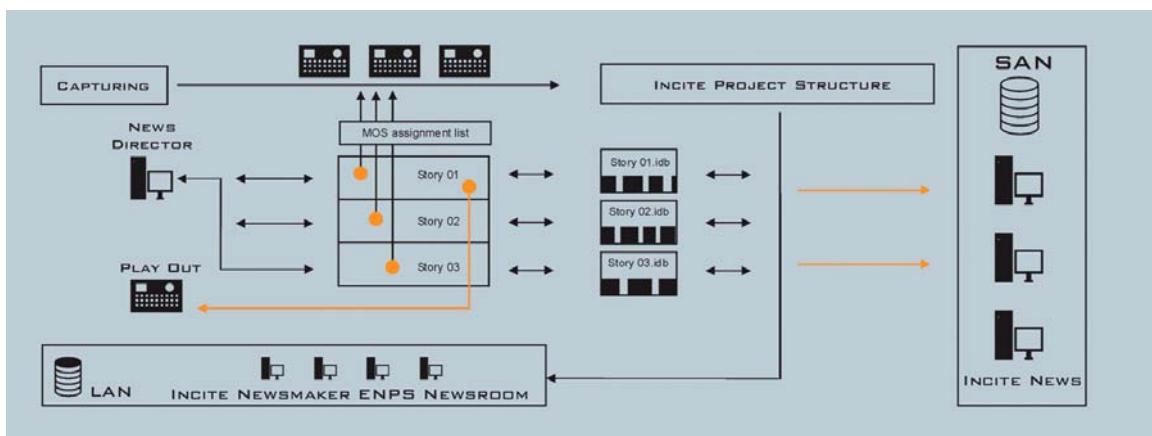 CAPTURING
INCITE PROJECT STRUCTURE
SAN
NEWS
DIRECTOR
MOS assignment list
Story 01
Story 02
Story 03
Story 01.idb
Story 02.idb
Story 03.idb
PLAY OUT
LAN
INCITE NEWSMAKER ENPS NEWSROOM
INCITE NEWS